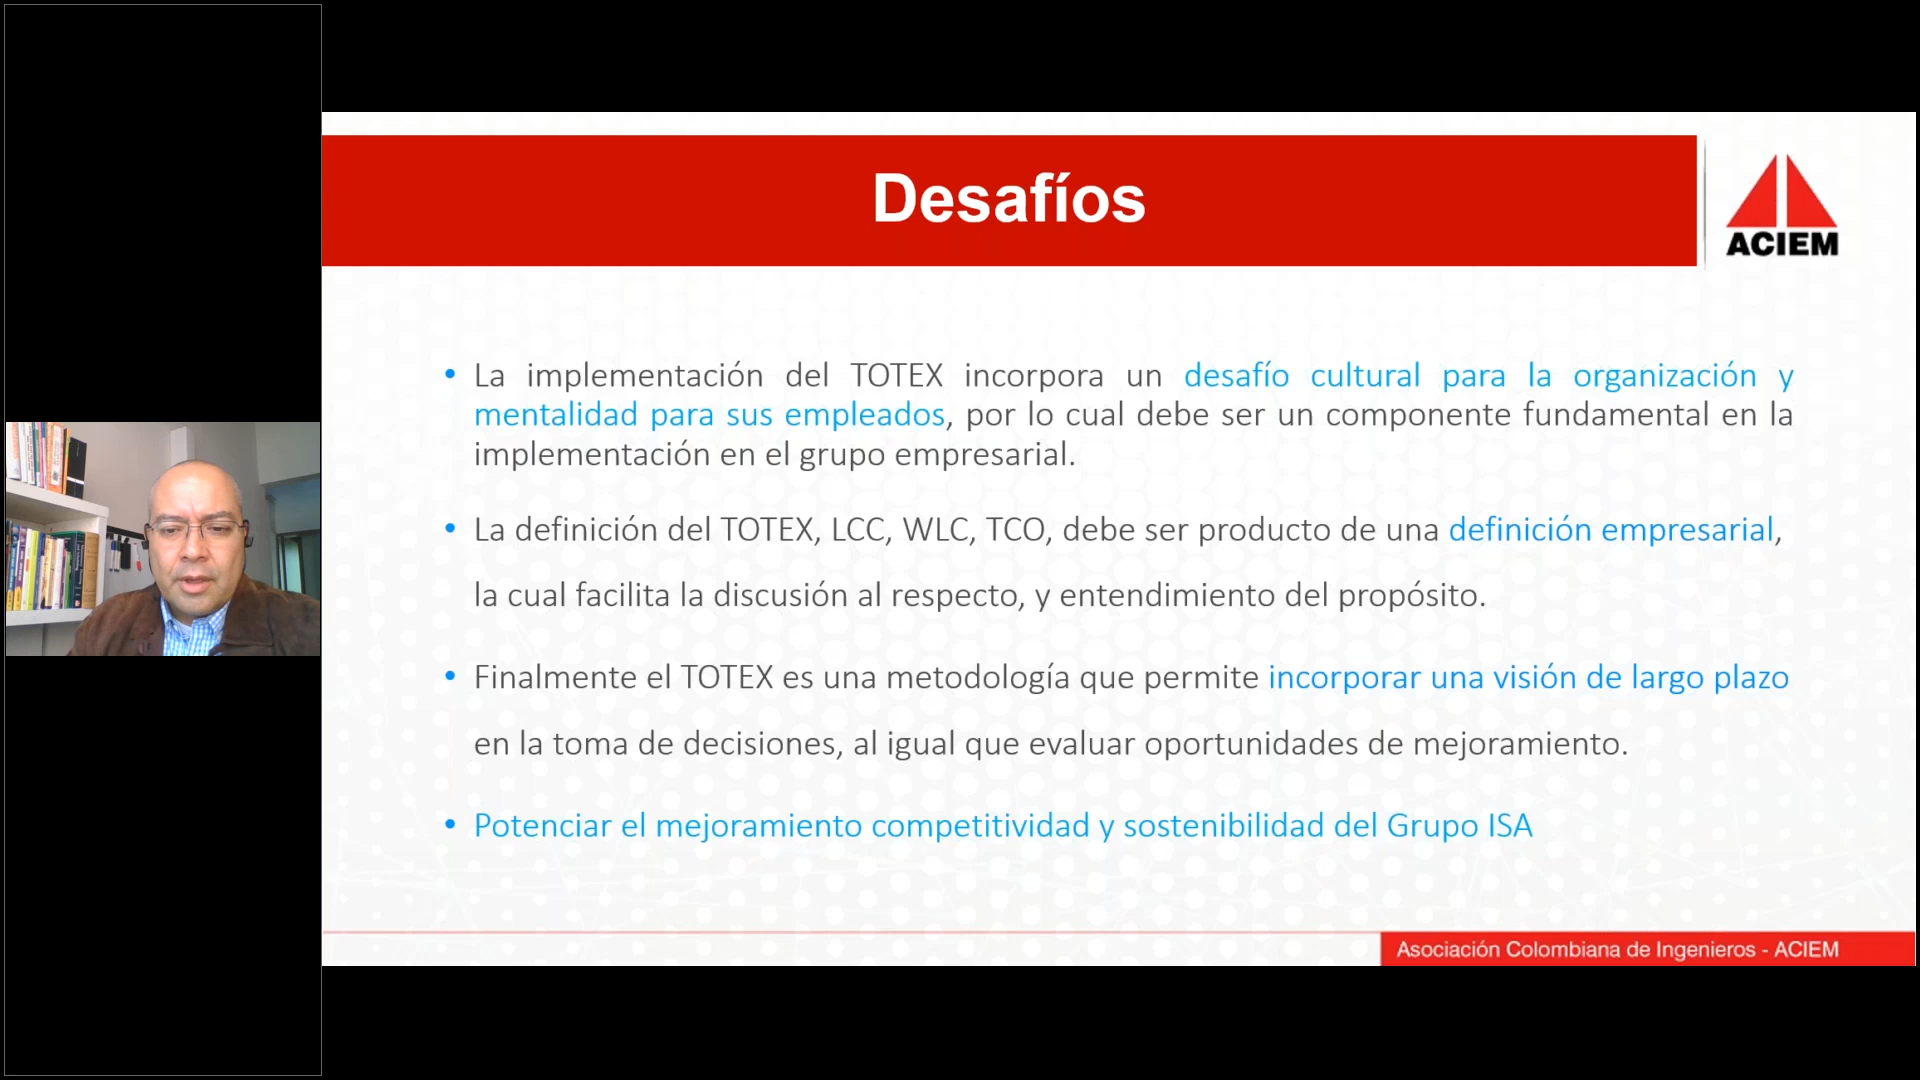 Desafíos
ACIEM
• La implementación del TOTEX incorpora un desafío cultural para la organización y
mentalidad para sus empleados, por lo cual debe ser un componente fundamental en la
implementación en el grupo empresarial.
• La definición del TOTEX, LCC, WLC, TCO, debe ser producto de una definición empresarial,
la cual facilita la discusión al respecto, y entendimiento del propósito.
• Finalmente el TOTEX es una metodología que permite incorporar una visión de largo plazo
en la toma de decisiones, al igual que evaluar oportunidades de mejoramiento.
• Potenciar el mejoramiento competitividad y sostenibilidad del Grupo ISA
Asociación Colombiana de Ingenieros - ACIEM